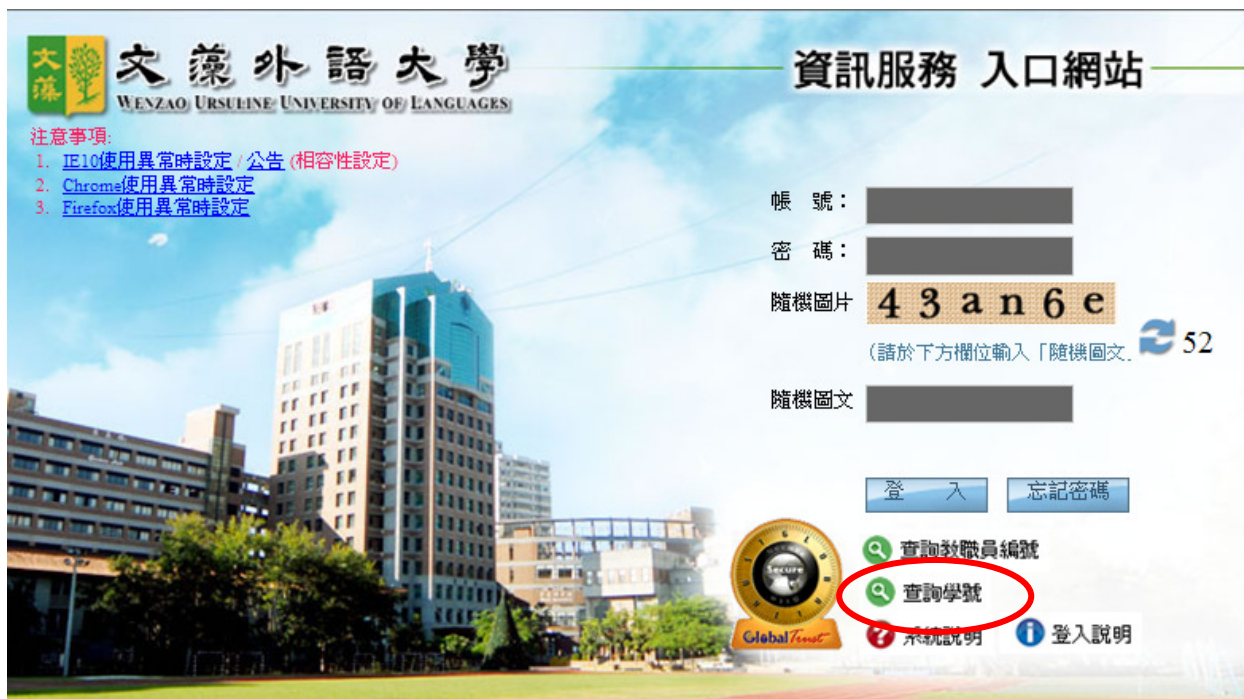 文藻
文藻外語大學
WENZAO URSULINE UNIVERSITY OF LANGUAGES
資訊服務 入口網站
注意事項:
1. IE10使用異常時設定 / 公告 (相容性設定)
2. Chrome使用異常時設定
3. Firefox使用異常時設定
帳 號：
密 碼：
隨機圖片 43an6e
(請於下方欄位輸入「隨機圖文. 52
隨機圖文
登 入 忘記密碼
查詢教職員編號
Secure
查詢學號
GlobalTrust
系統說明 登入說明